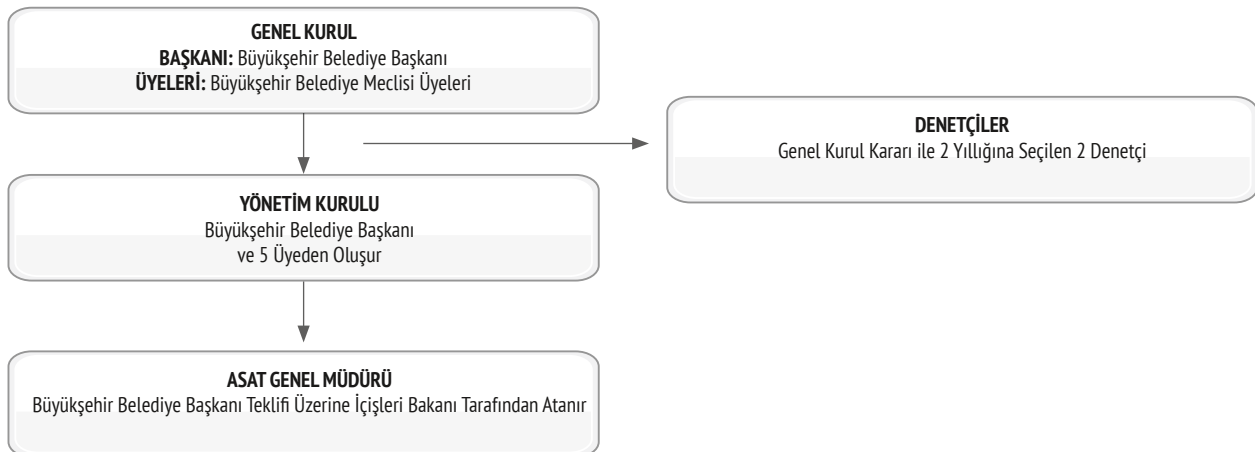 GENEL KURUL
BAŞKANI: Büyükşehir Belediye Başkanı
ÜYELERİ: Büyükşehir Belediye Meclisi Üyeleri
DENETÇİLER
Genel Kurul Kararı ile 2 Yıllığına Seçilen 2 Denetçi
YÖNETİM KURULU
Büyükşehir Belediye Başkanı
ve 5 Üyeden Oluşur
ASAT GENEL MÜDÜRÜ
Büyükşehir Belediye Başkanı Teklifi Üzerine İçişleri Bakanı Tarafından Atanır